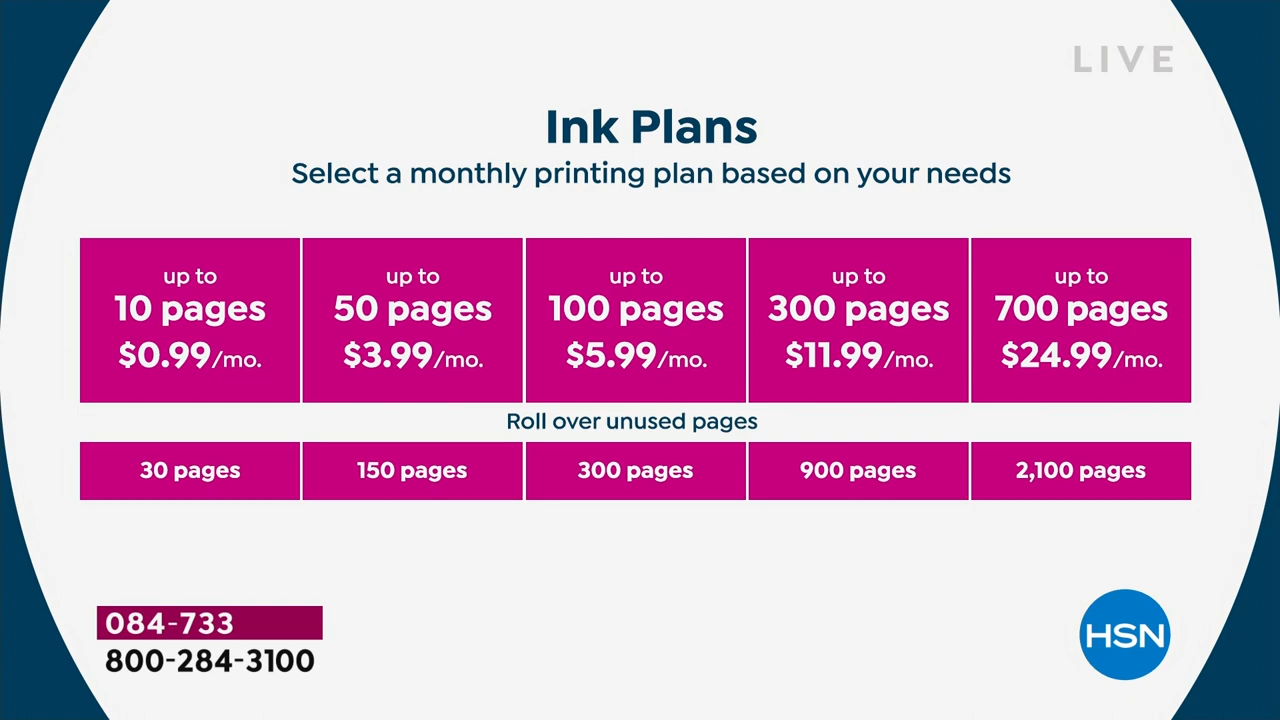 LIVE
Ink Plans
Select a monthly printing plan based on your needs
up to
10 pages
$0.99/mo.
up to
50 pages
$3.99/mo.
up to
100 pages
$5.99/mo.
up to
300 pages
$11.99/mo.
up to
700 pages
$24.99/mo.
Roll over unused pages
30 pages
150 pages
300 pages
900 pages
2,100 pages
084-733
800-284-3100
HSN